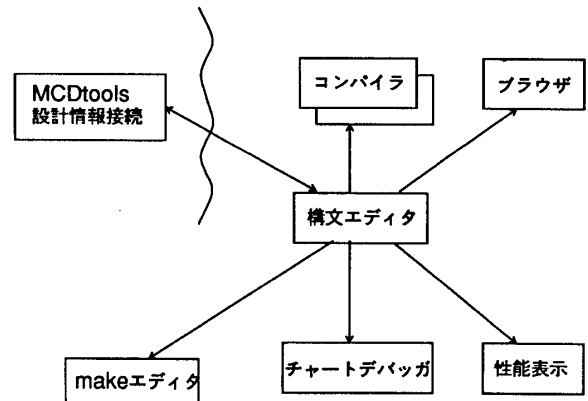 MCDtools
設計情報接続
コンパイラ
ブラウザ
構文エディタ
makeエディタ
チャートデバッガ
性能表示